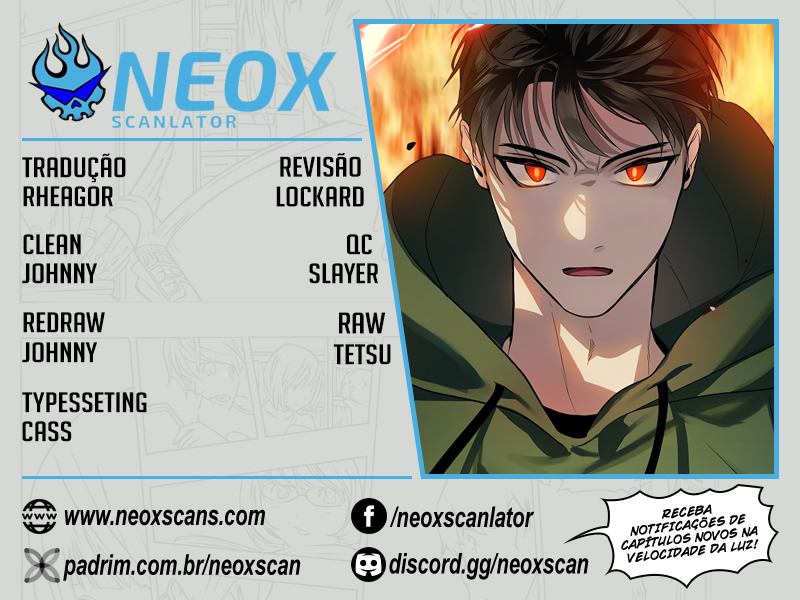 NEOX
SCANLATOR
TRADUÇÃO
RHEAGOR
REVISÃO
LOCKARD
CLEAN
JOHNNY
QC
SLAYER
REDRAW
JOHNNY
RAW
TETSU
TYPESSETING
CASS
www.neoxscans.com
padrim.com.br/neoxscan
/neoxscanlator
discord.gg/neoxscan
RECEBA
NOTIFICAÇÕES DE
CAPÍTULOS NOVOS NA
VELOCIDADE DA LUZ!